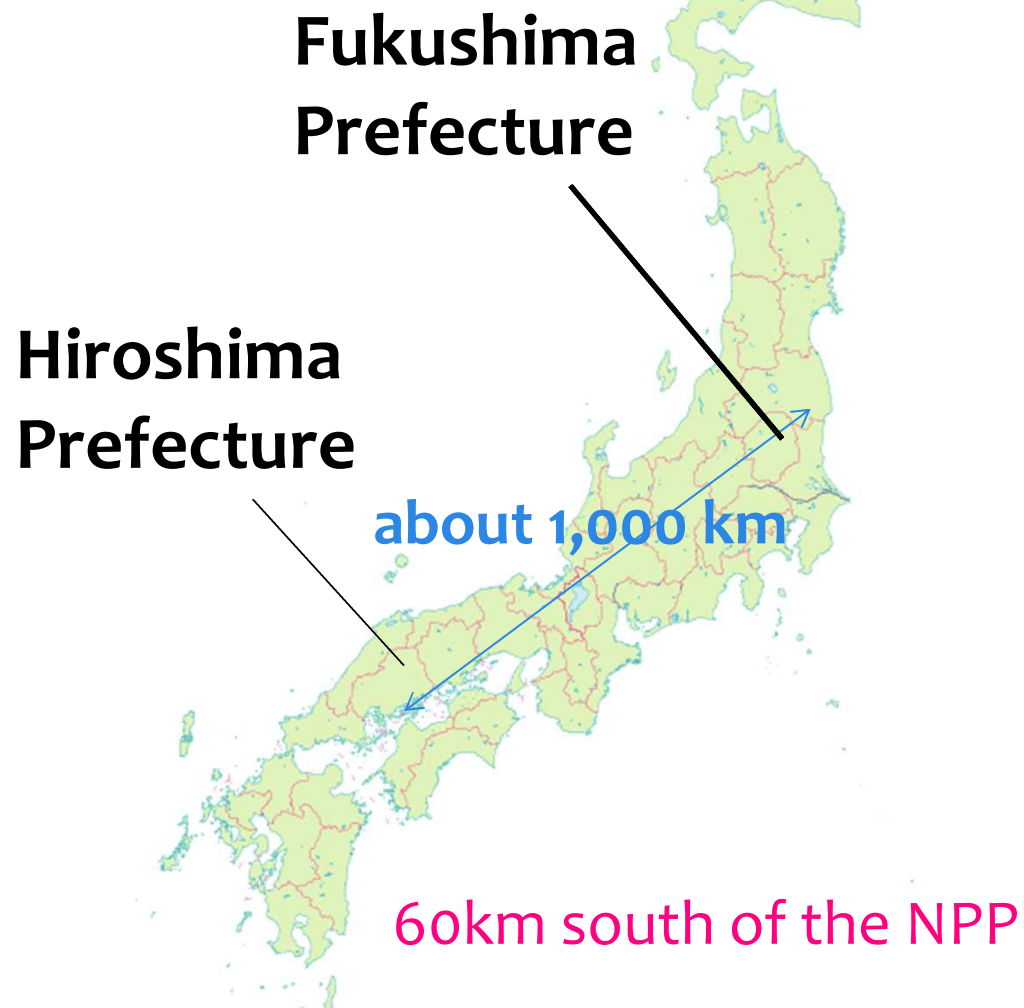 Fukushima
Prefecture
Hiroshima
Prefecture
about 1,000 km
60km south of the NPP